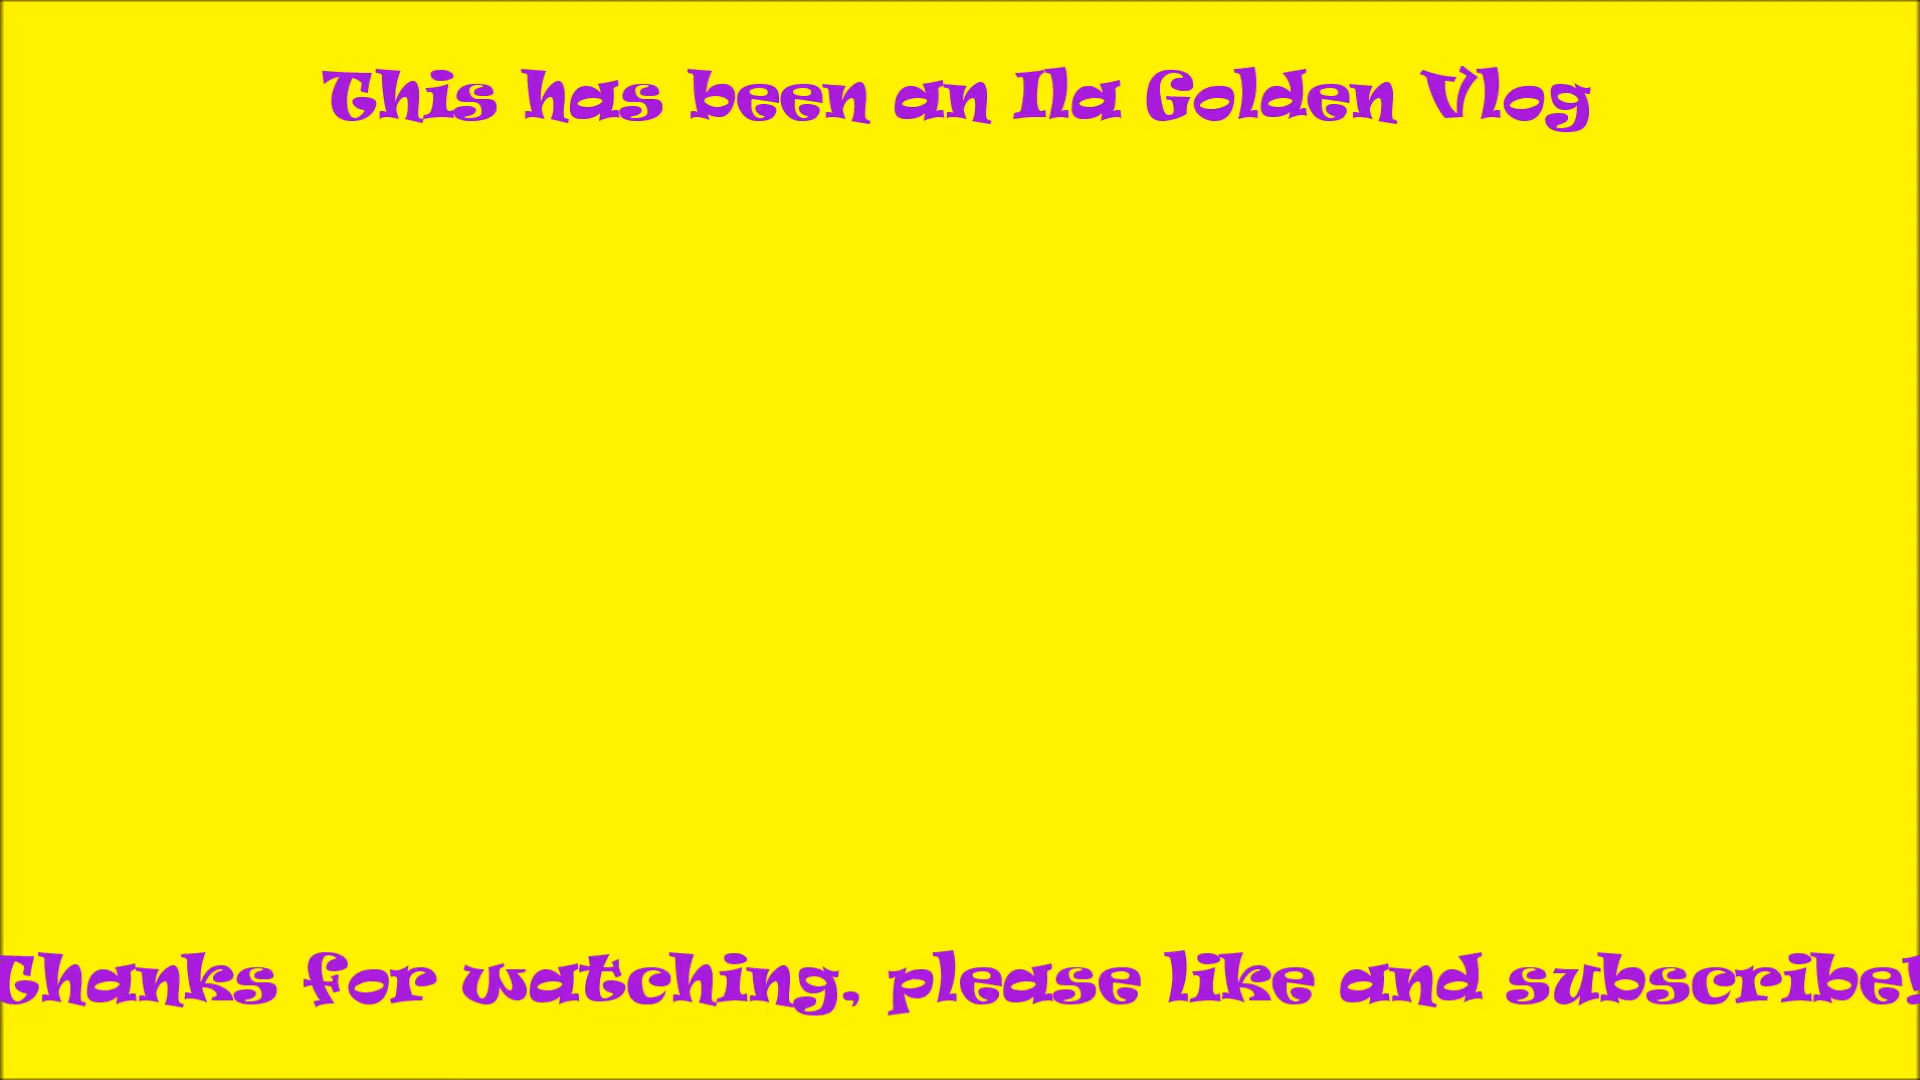 This has been an Ila Golden Vlog
Thanks for watching, please like and subscribe!